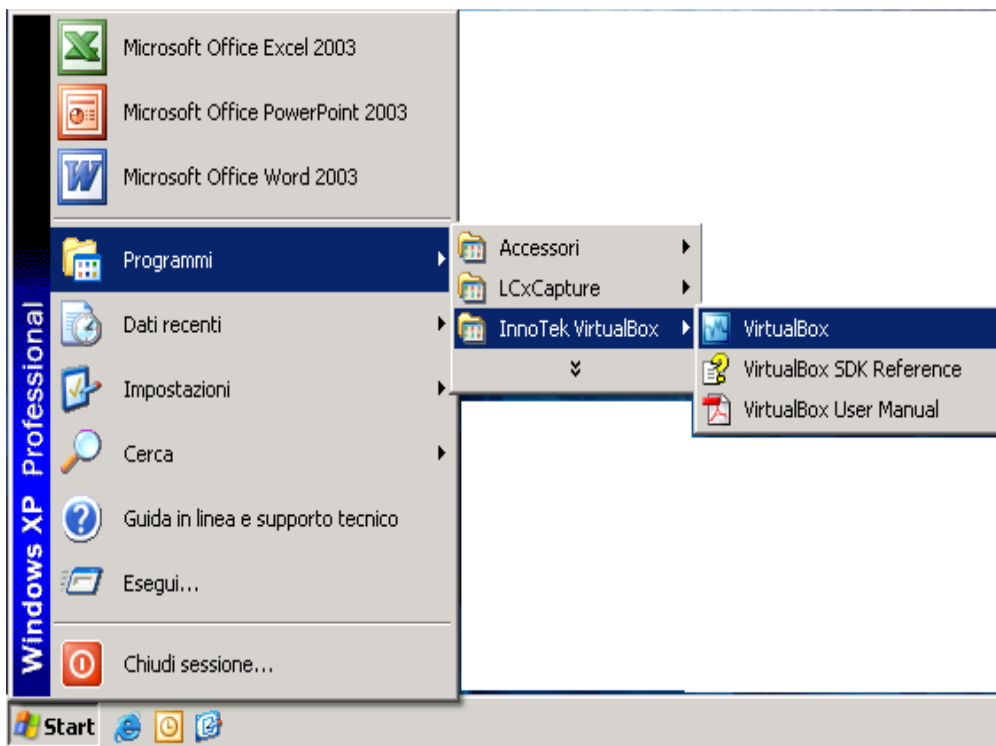 Microsoft Office Excel 2003
Microsoft Office PowerPoint 2003
Microsoft Office Word 2003
Programmi
Dati recenti
Impostazioni
Cerca
Guida in linea e supporto tecnico
Esegui...
Chiudi sessione...
Windows XP Professional
Accessori
LCxCapture
InnoTek VirtualBox
VirtualBox
VirtualBox SDK Reference
VirtualBox User Manual
Start